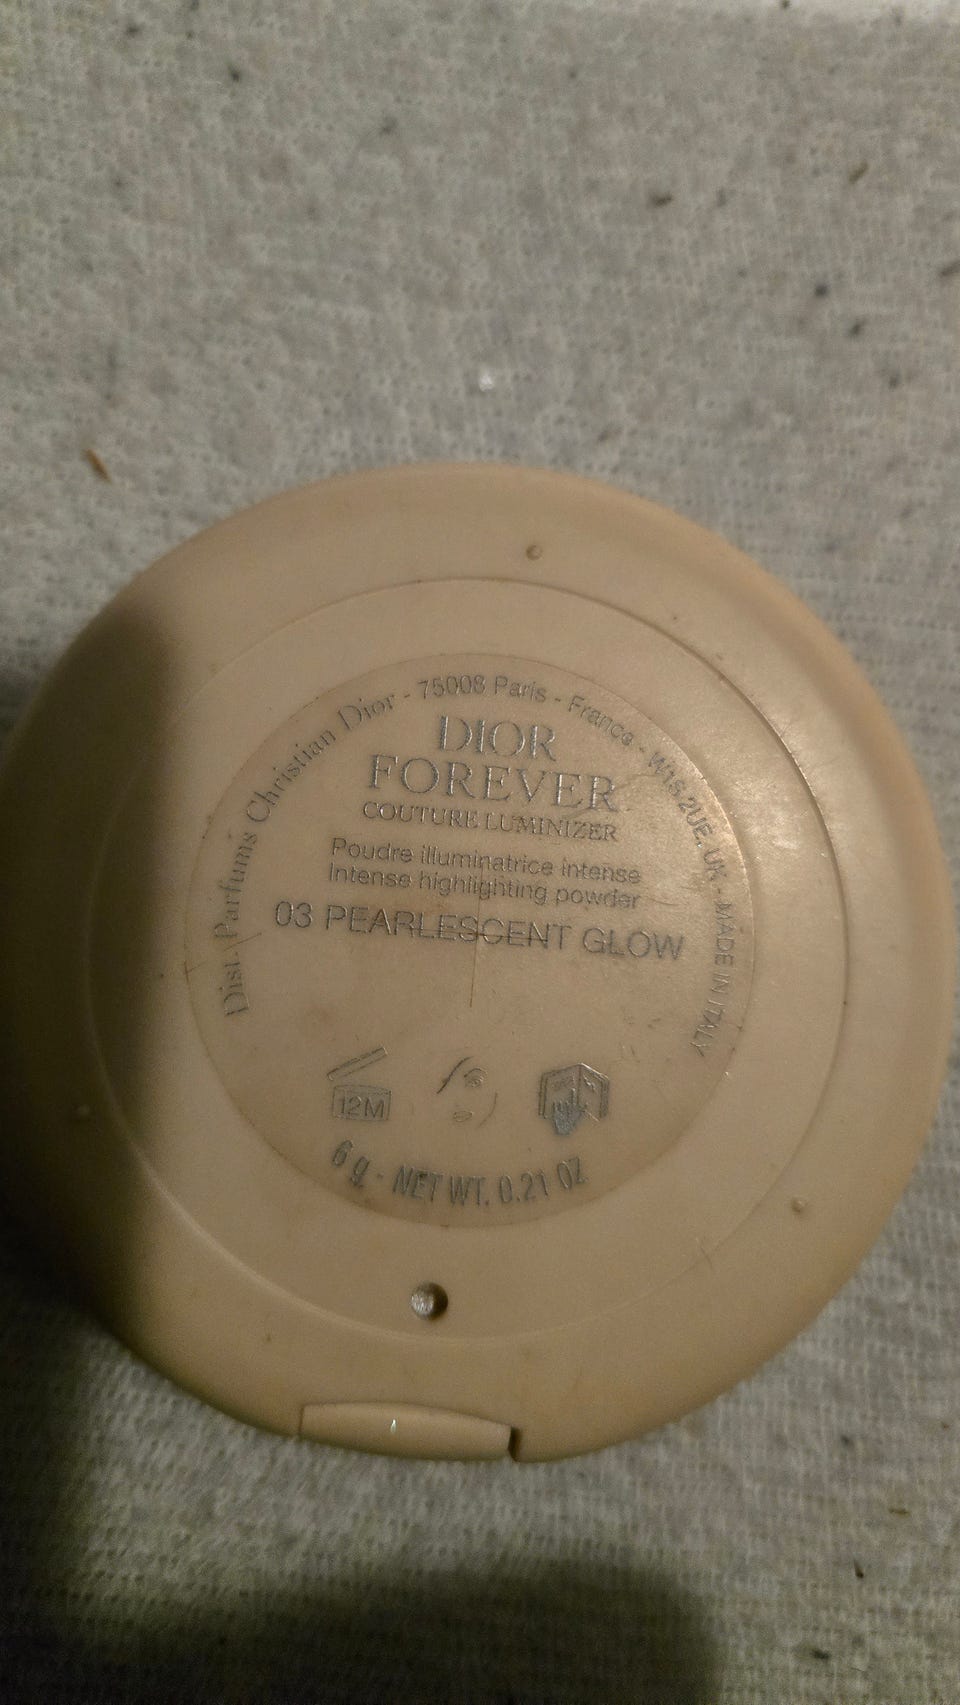 Dist. Parfums Christian Dior - 75008 Paris - France - W1S 2UE, UK - MADE IN ITALY
DIOR
FOREVER
COUTURE LUMINIZER
Poudre illuminatrice intense
Intense highlighting powder
03 PEARLESCENT GLOW
12M
6 g - NET WT. 0.21 OZ